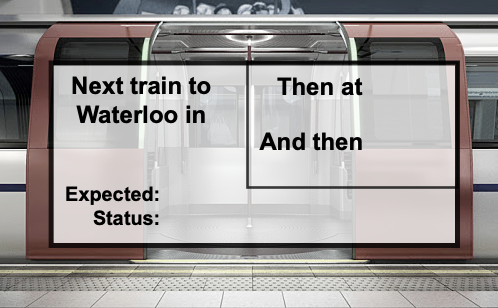 Next train to
Waterloo in
Then at
And then
Expected:
Status: